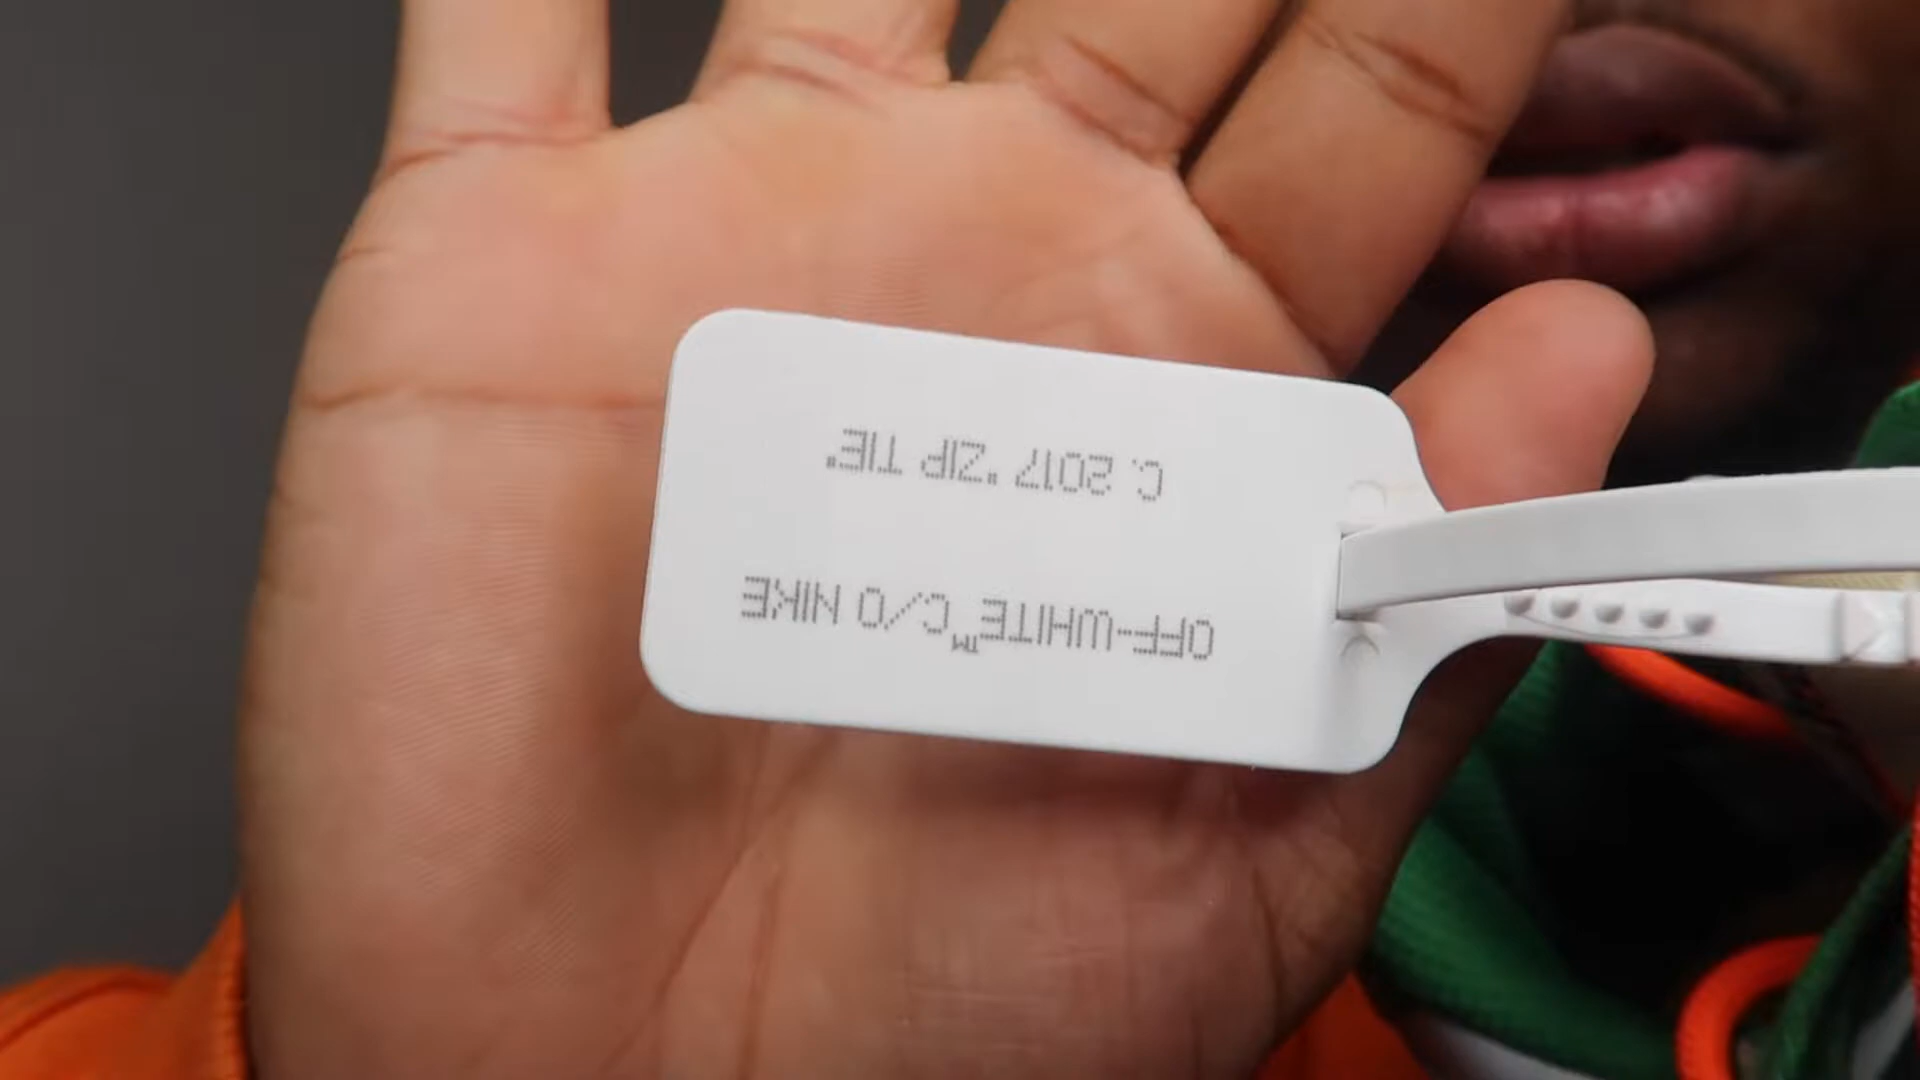 OFF-WHITE™ C/O NIKE
C. 2017 "ZIP TIE"